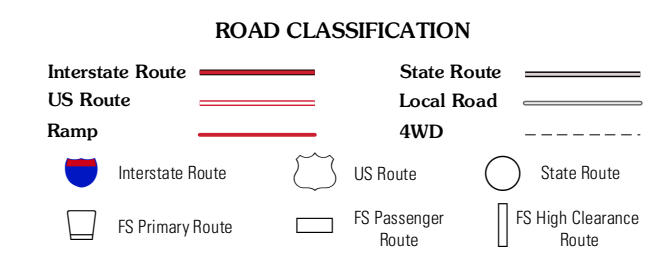 ROAD CLASSIFICATION
Interstate Route
State Route
US Route
Local Road
Ramp
4WD
Interstate Route
US Route
State Route
FS Primary Route
FS Passenger
Route
FS High Clearance
Route